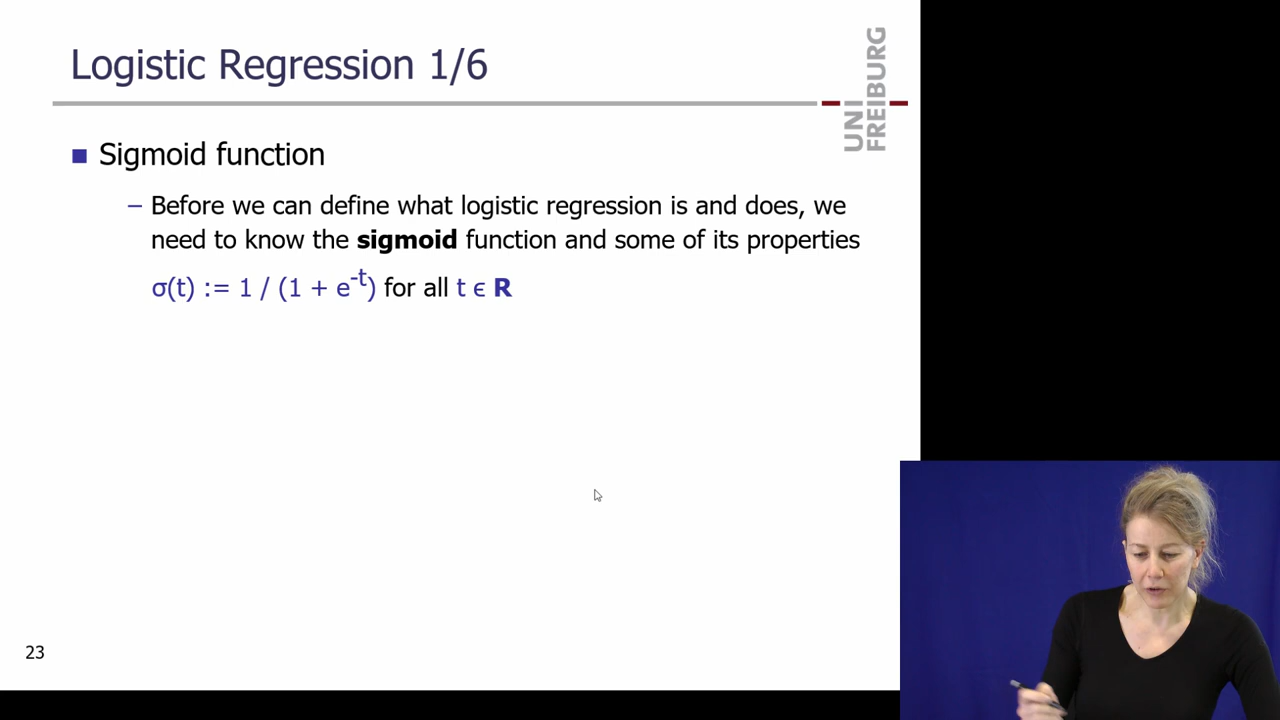 Logistic Regression 1/6
UNI
FREIBURG
■ Sigmoid function
– Before we can define what logistic regression is and does, we
need to know the sigmoid function and some of its properties
σ(t) := 1 / (1 + e^-t) for all t ϵ R
23